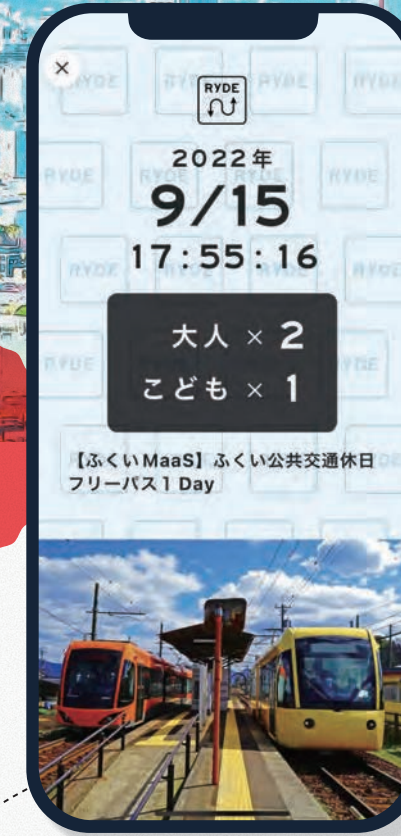 ×
RYDE
2022年
9/15
17:55:16
大人 × 2
こども × 1
【ふくいMaaS】ふくい公共交通休日
フリーパス1 Day